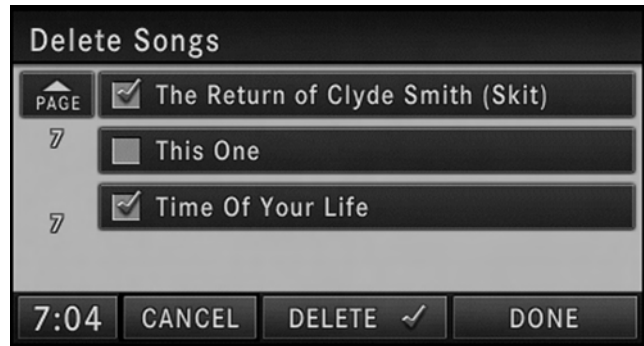 Delete Songs
PAGE
The Return of Clyde Smith (Skit)
7
This One
Time Of Your Life
7
7:04 CANCEL DELETE DONE